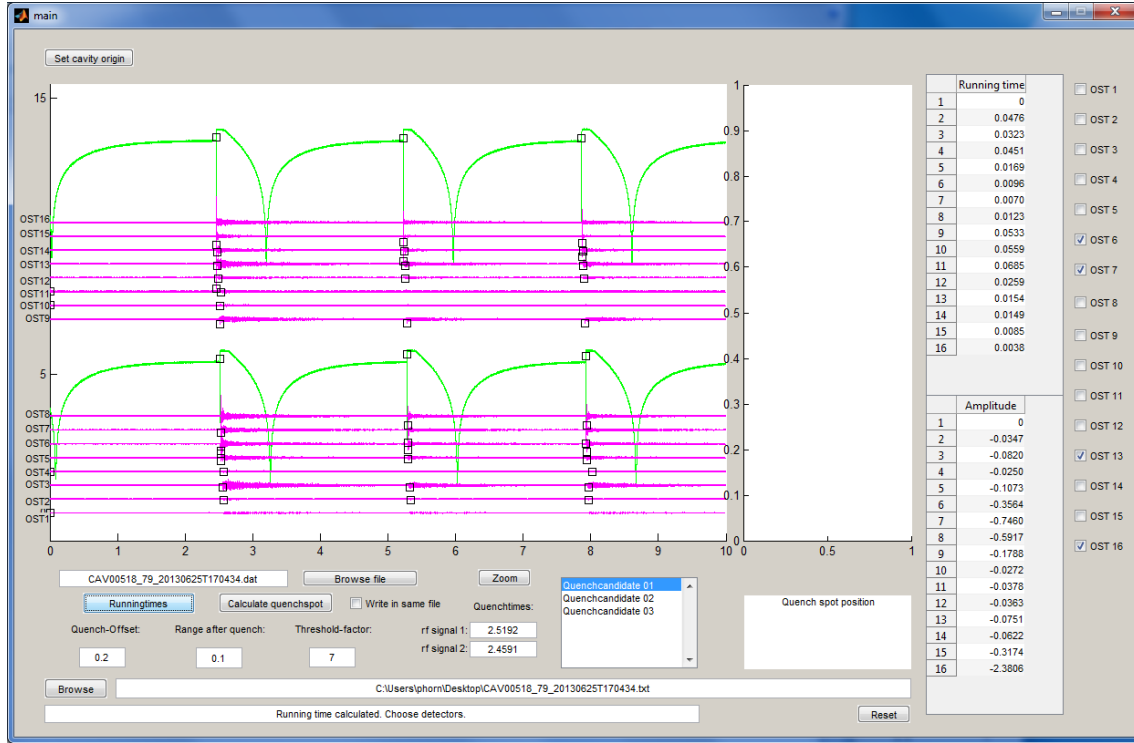 main
Set cavity origin
15
5
OST16
OST15
OST14
OST13
OST12
OST11
OST10
OST9
OST8
OST7
OST6
OST5
OST4
OST3
OST2
OST1
0 1 2 3 4 5 6 7 8 9 10
1
0.9
0.8
0.7
0.6
0.5
0.4
0.3
0.2
0.1
0
0 0.5 1
Running time
1 0
2 0.0476
3 0.0323
4 0.0451
5 0.0169
6 0.0096
7 0.0070
8 0.0123
9 0.0533
10 0.0559
11 0.0685
12 0.0259
13 0.0154
14 0.0149
15 0.0085
16 0.0038
Amplitude
1 0
2 -0.0347
3 -0.0820
4 -0.0250
5 -0.1073
6 -0.3564
7 -0.7460
8 -0.5917
9 -0.1788
10 -0.0272
11 -0.0378
12 -0.0363
13 -0.0751
14 -0.0622
15 -0.3174
16 -2.3806
OST 1
OST 2
OST 3
OST 4
OST 5
OST 6
OST 7
OST 8
OST 9
OST 10
OST 11
OST 12
OST 13
OST 14
OST 15
OST 16
CAV00518_79_20130625T170434.dat Browse file Zoom
Runningtimes Calculate quenchspot Write in same file Quenchtimes:
Quench-Offset: Range after quench: Threshold-factor: rf signal 1: 2.5192
0.2 0.1 7 rf signal 2: 2.4591
Quenchcandidate 01
Quenchcandidate 02
Quenchcandidate 03
Quench spot position
Browse C:\Users\phorn\Desktop\CAV00518_79_20130625T170434.txt
Running time calculated. Choose detectors. Reset